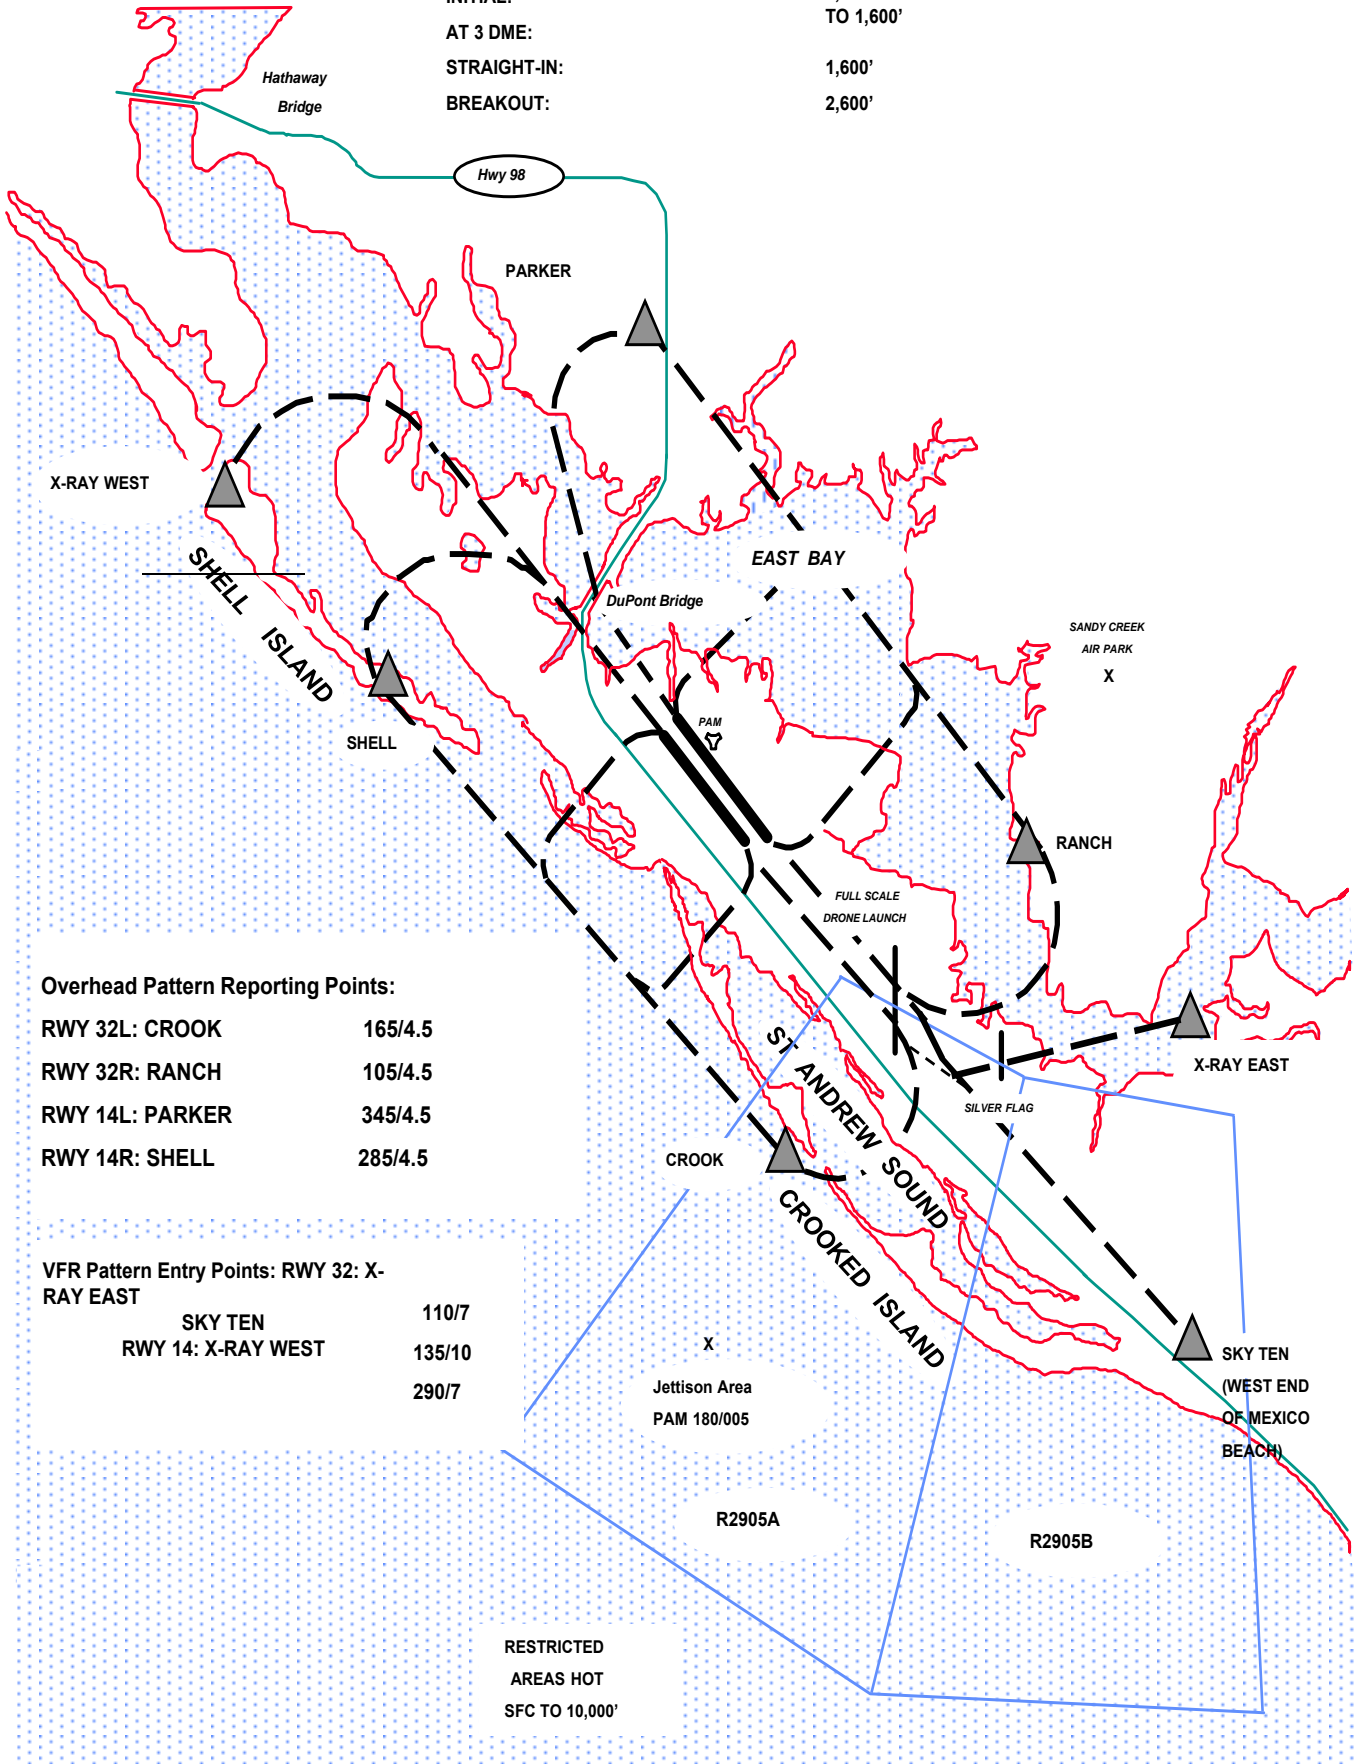 TO 1,600’
AT 3 DME:
STRAIGHT-IN: 1,600’
BREAKOUT: 2,600’
Hathaway
Bridge
Hwy 98
PARKER
X-RAY WEST
EAST BAY
SHELL ISLAND
DuPont Bridge
SANDY CREEK
AIR PARK
X
PAM
SHELL
RANCH
FULL SCALE
DRONE LAUNCH
Overhead Pattern Reporting Points:
RWY 32L: CROOK 165/4.5
RWY 32R: RANCH 105/4.5
RWY 14L: PARKER 345/4.5
RWY 14R: SHELL 285/4.5
ST ANDREW SOUND
X-RAY EAST
SILVER FLAG
CROOK
CROOKED ISLAND
VFR Pattern Entry Points: RWY 32: X-
RAY EAST
110/7
SKY TEN
RWY 14: X-RAY WEST 135/10
290/7
X
Jettison Area
PAM 180/005
SKY TEN
(WEST END
OF MEXICO
BEACH)
R2905A
R2905B
RESTRICTED
AREAS HOT
SFC TO 10,000’